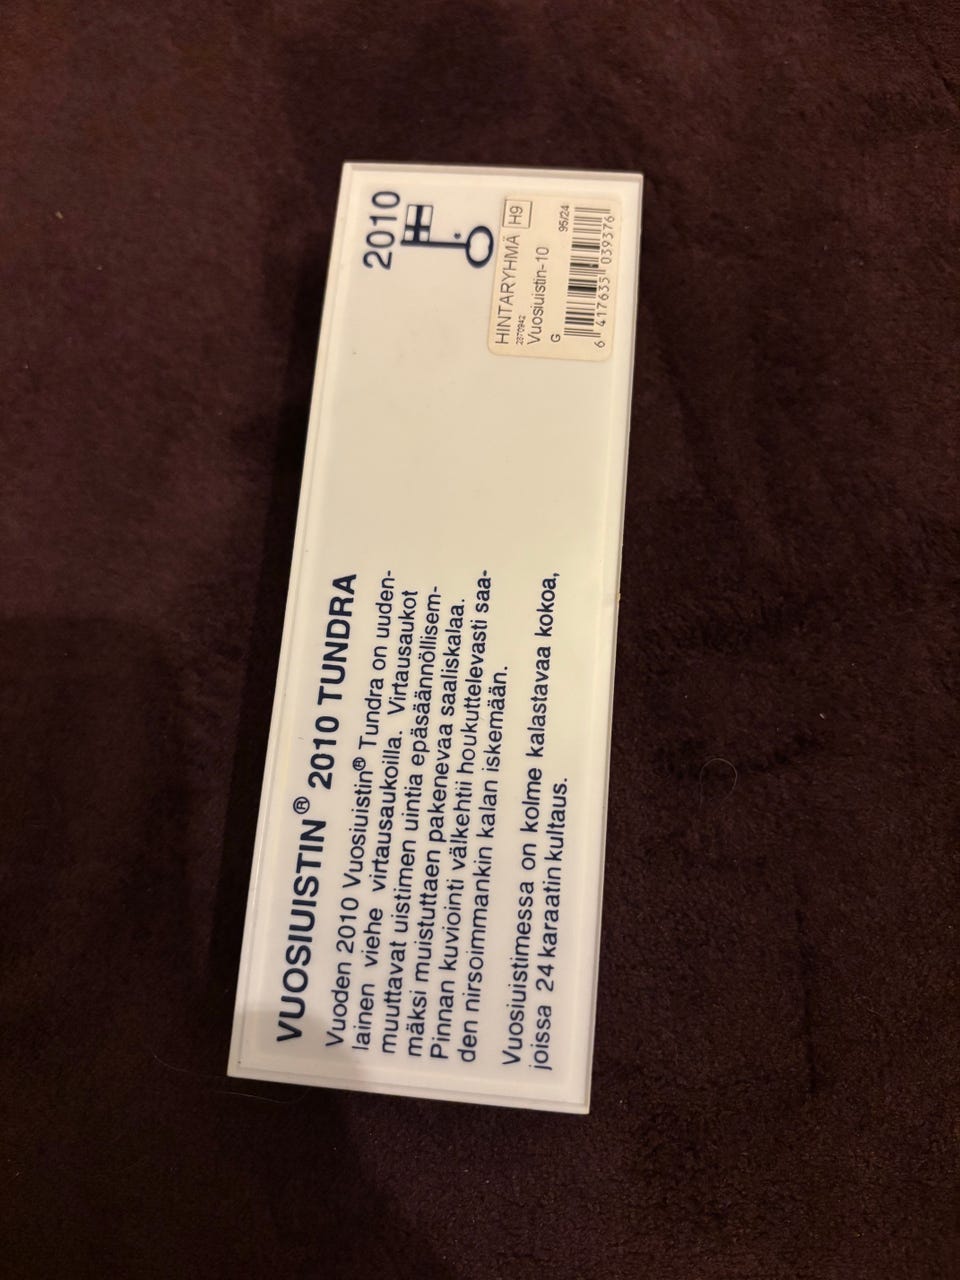 VUOSIUISTIN® 2010 TUNDRA
Vuoden 2010 Vuosiuistin® Tundra on uuden-
lainen viehe virtausaukoilla. Virtausaukot
muuttavat uistimen uintia epäsäännöllisem-
mäksi muistuttaen pakenevaa saaliskalaa.
Pinnan kuviointi välkehtii houkuttelevasti saa-
den nirsoimmankin kalan iskemään.
Vuosiuistimessa on kolme kalastavaa kokoa,
joissa 24 karaatin kultaus.
2010
HINTARYHMÄ H9
2870942
Vuosiuistin-10
G 95/24
6 417635 039376